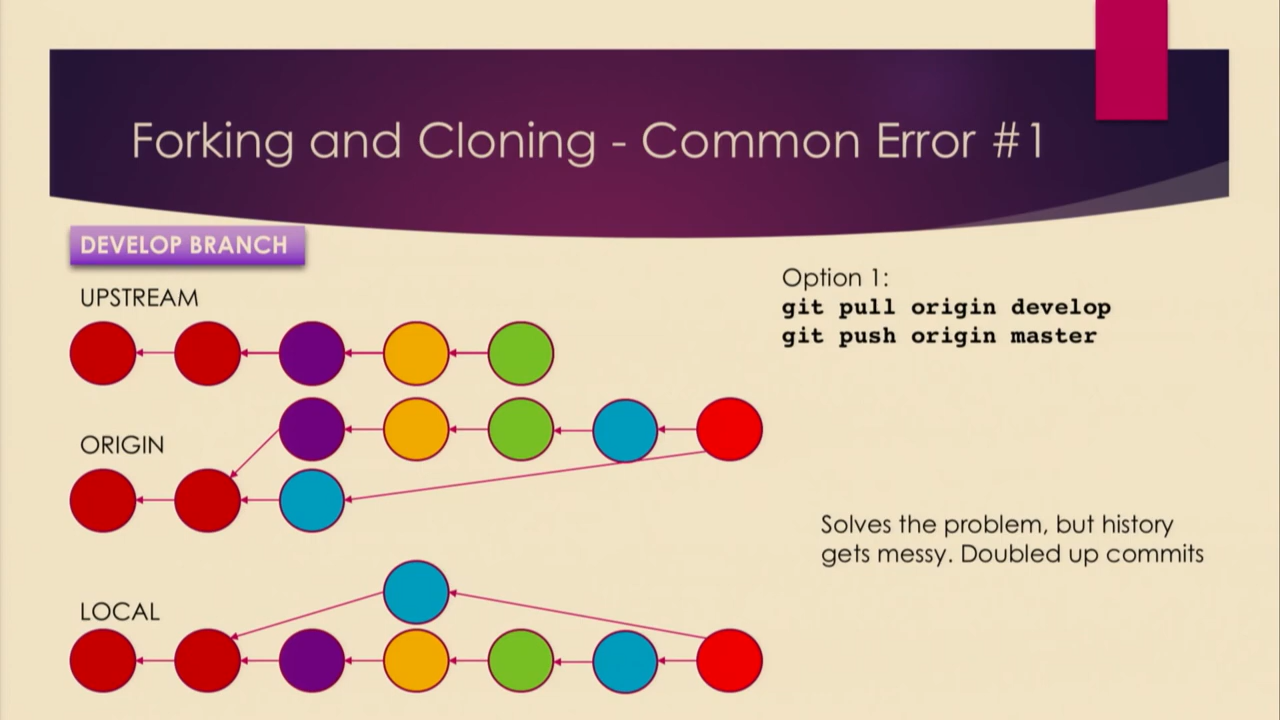 Forking and Cloning - Common Error #1
DEVELOP BRANCH
UPSTREAM
Option 1:
git pull origin develop
git push origin master
ORIGIN
Solves the problem, but history
gets messy. Doubled up commits
LOCAL